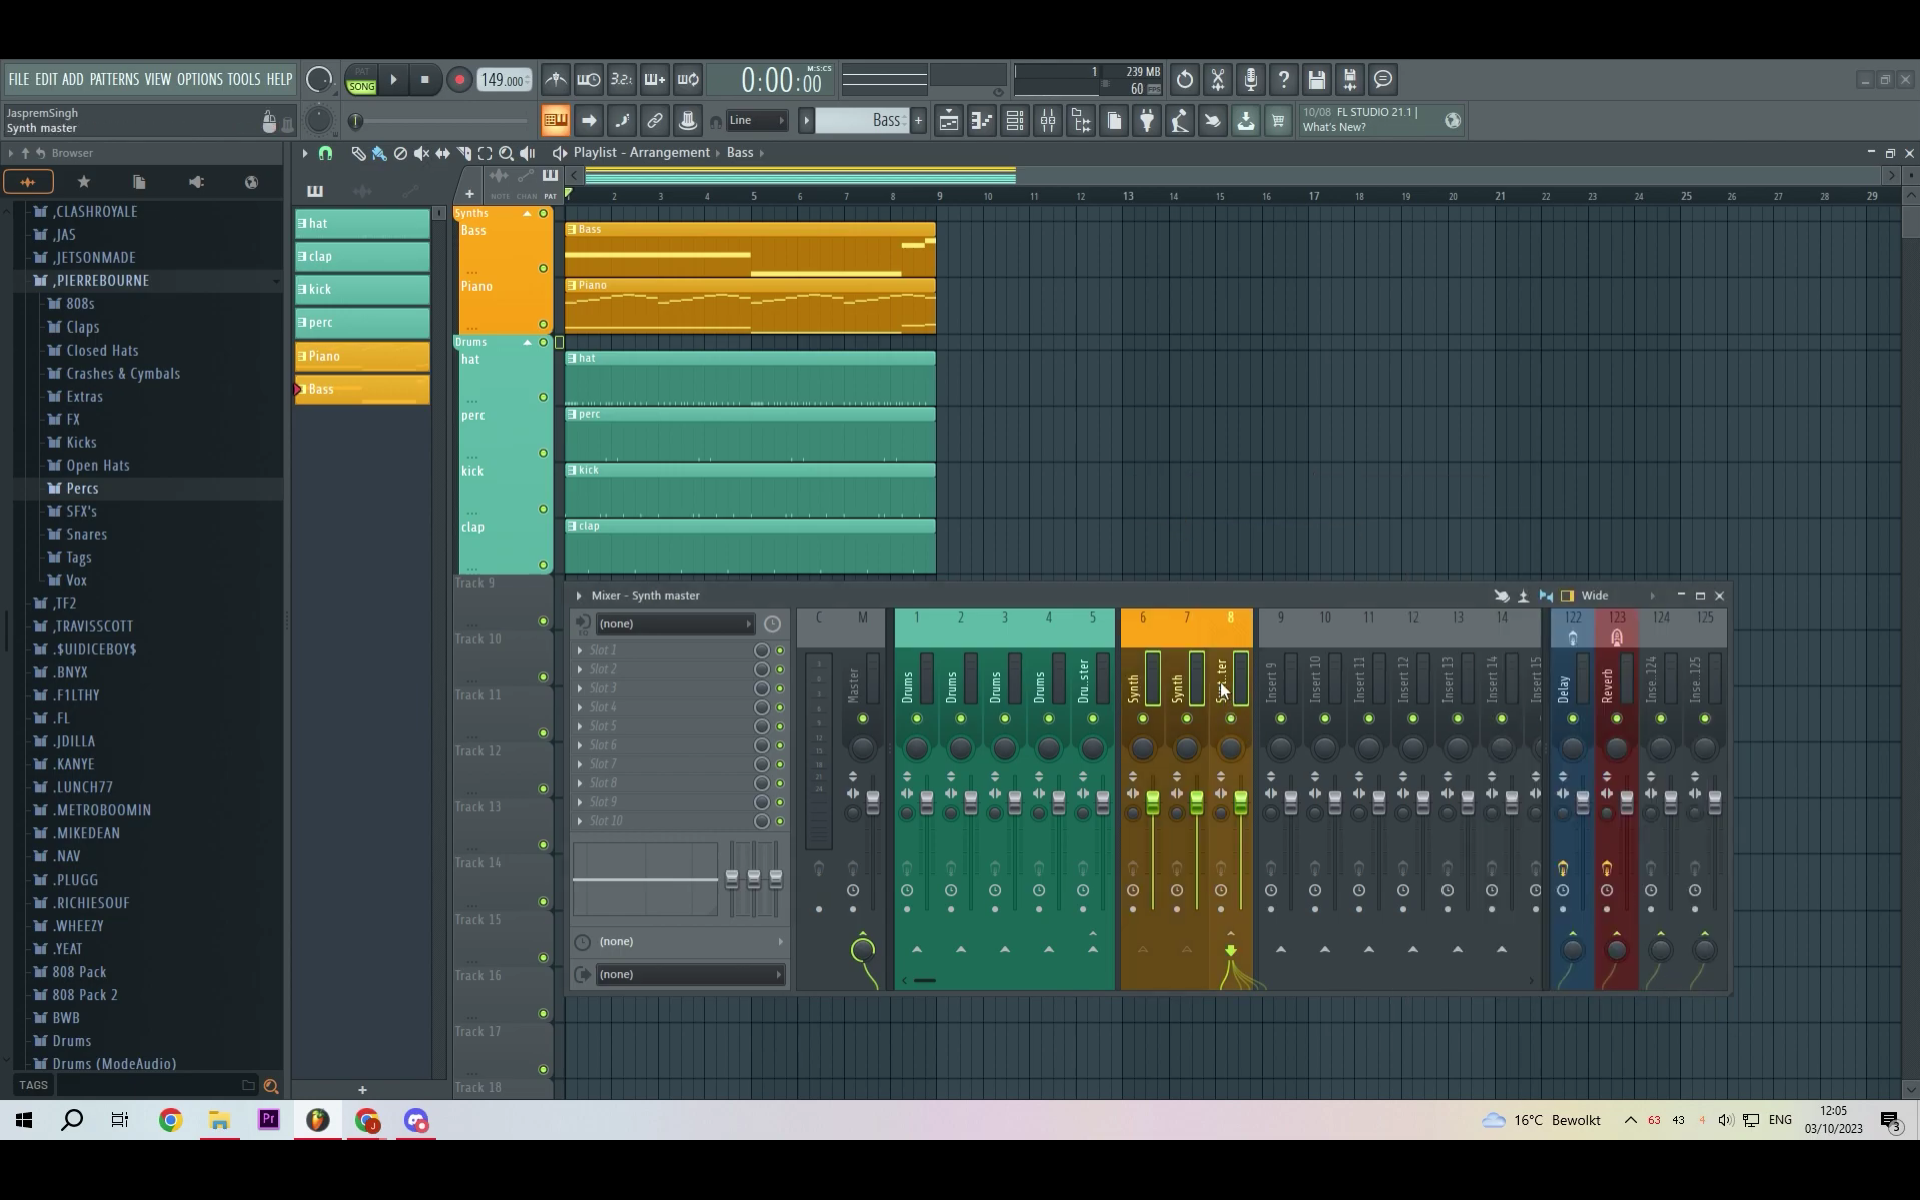 FILE EDIT ADD PATTERNS VIEW OPTIONS TOOLS HELP
PAT
SONG
149.000
3.2.
0:00:00
M:S:CS
1
239 MB
60
JaspremSingh
Synth master
Line
Bass
10/08 FL STUDIO 21.1 |
What's New?
Browser
Playlist - Arrangement
Bass
NOTE CHAN PAT
1 2 3 4 5 6 7 8 9 10 11 12 13 14 15 16 17 18 19 20 21 22 23 24 25 26 27 28 29
,CLASHROYALE
,JAS
,JETSONMADE
,PIERREBOURNE
808s
Claps
Closed Hats
Crashes & Cymbals
Extras
FX
Kicks
Open Hats
Percs
SFX's
Snares
Tags
Vox
,TF2
,TRAVISSCOTT
.$UIDICEBOY$
.BNYX
.F1LTHY
.FL
.JDILLA
.KANYE
.LUNCH77
.METROBOOMIN
.MIKEDEAN
.NAV
.PLUGG
.RICHIESOUF
.WHEEZY
.YEAT
808 Pack
808 Pack 2
BWB
Drums
Drums (ModeAudio)
TAGS
hat
clap
kick
perc
Piano
Bass
Synths
Bass
Piano
Drums
hat
perc
kick
clap
Track 9
Track 10
Track 11
Track 12
Track 13
Track 14
Track 15
Track 16
Track 17
Track 18
Bass
Piano
hat
perc
kick
clap
Mixer - Synth master
Wide
(none)
Slot 1
Slot 2
Slot 3
Slot 4
Slot 5
Slot 6
Slot 7
Slot 8
Slot 9
Slot 10
(none)
(none)
C M 1 2 3 4 5 6 7 8 9 10 11 12 13 14 122 123 124 125
Master
Drums
Drums
Drums
Drums
Dru..ster
Synth
Synth
Insert 9
Insert 10
Insert 11
Insert 12
Insert 13
Insert 14
Delay
Reverb
Inse..124
Inse..125
Pr
16°C Bewolkt
63 43 4
ENG
12:05
03/10/2023
3